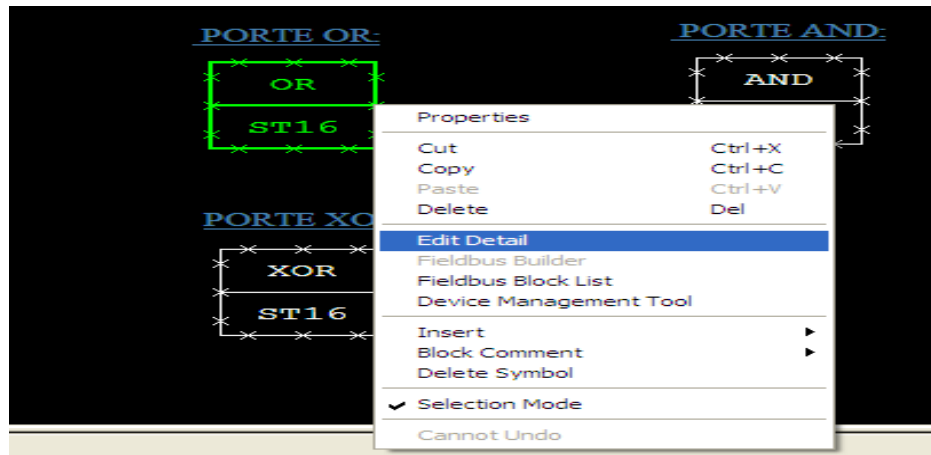 PORTE OR:
OR
ST16
PORTE AND:
AND
PORTE XO
XOR
ST16
Properties
Cut Ctrl+X
Copy Ctrl+C
Paste Ctrl+V
Delete Del
Edit Detail
Fieldbus Builder
Fieldbus Block List
Device Management Tool
Insert
Block Comment
Delete Symbol
Selection Mode
Cannot Undo